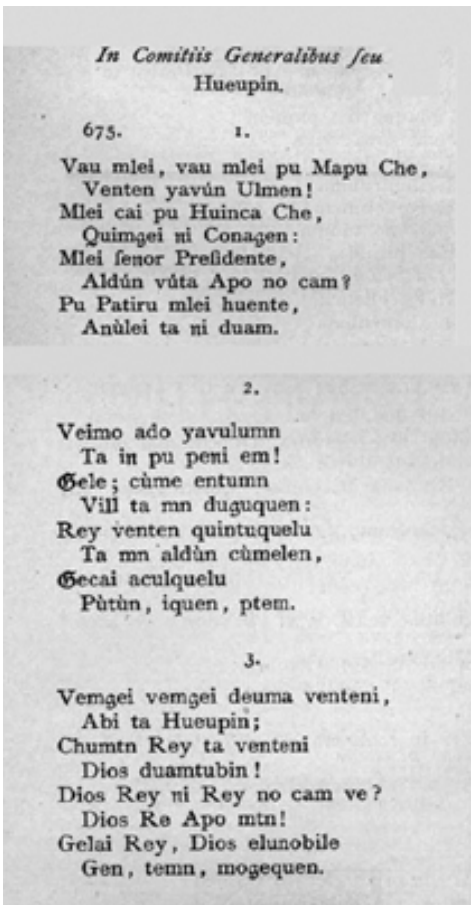 In Comitiis Generalibus ſeu
Hueupin.
675. 1.
Vau mlei, vau mlei pu Mapu Che,
Venten yavún Ulmen!
Mlei cai pu Huinca Che,
Quimgei ni Conagen:
Mlei ſenor Preſidente,
Aldún vúta Apo no cam?
Pu Patiru mlei huente,
Anùlei ta ni duam.
2.
Veimo ado yavulumn
Ta in pu peni em!
Gele; cùme entumn
Vill ta mn duguquen:
Rey venten quintuquelu
Ta mn aldùn cùmelen,
Gecai aculquelu
Pùtùn, iquen, ptem.
3.
Vemgei vemgei deuma venteni,
Abi ta Hueupin;
Chumtn Rey ta venteni
Dios duamtubin!
Dios Rey ni Rey no cam ve?
Dios Re Apo mtn!
Gelai Rey, Dios elunobile
Gen, temn, mogequen.